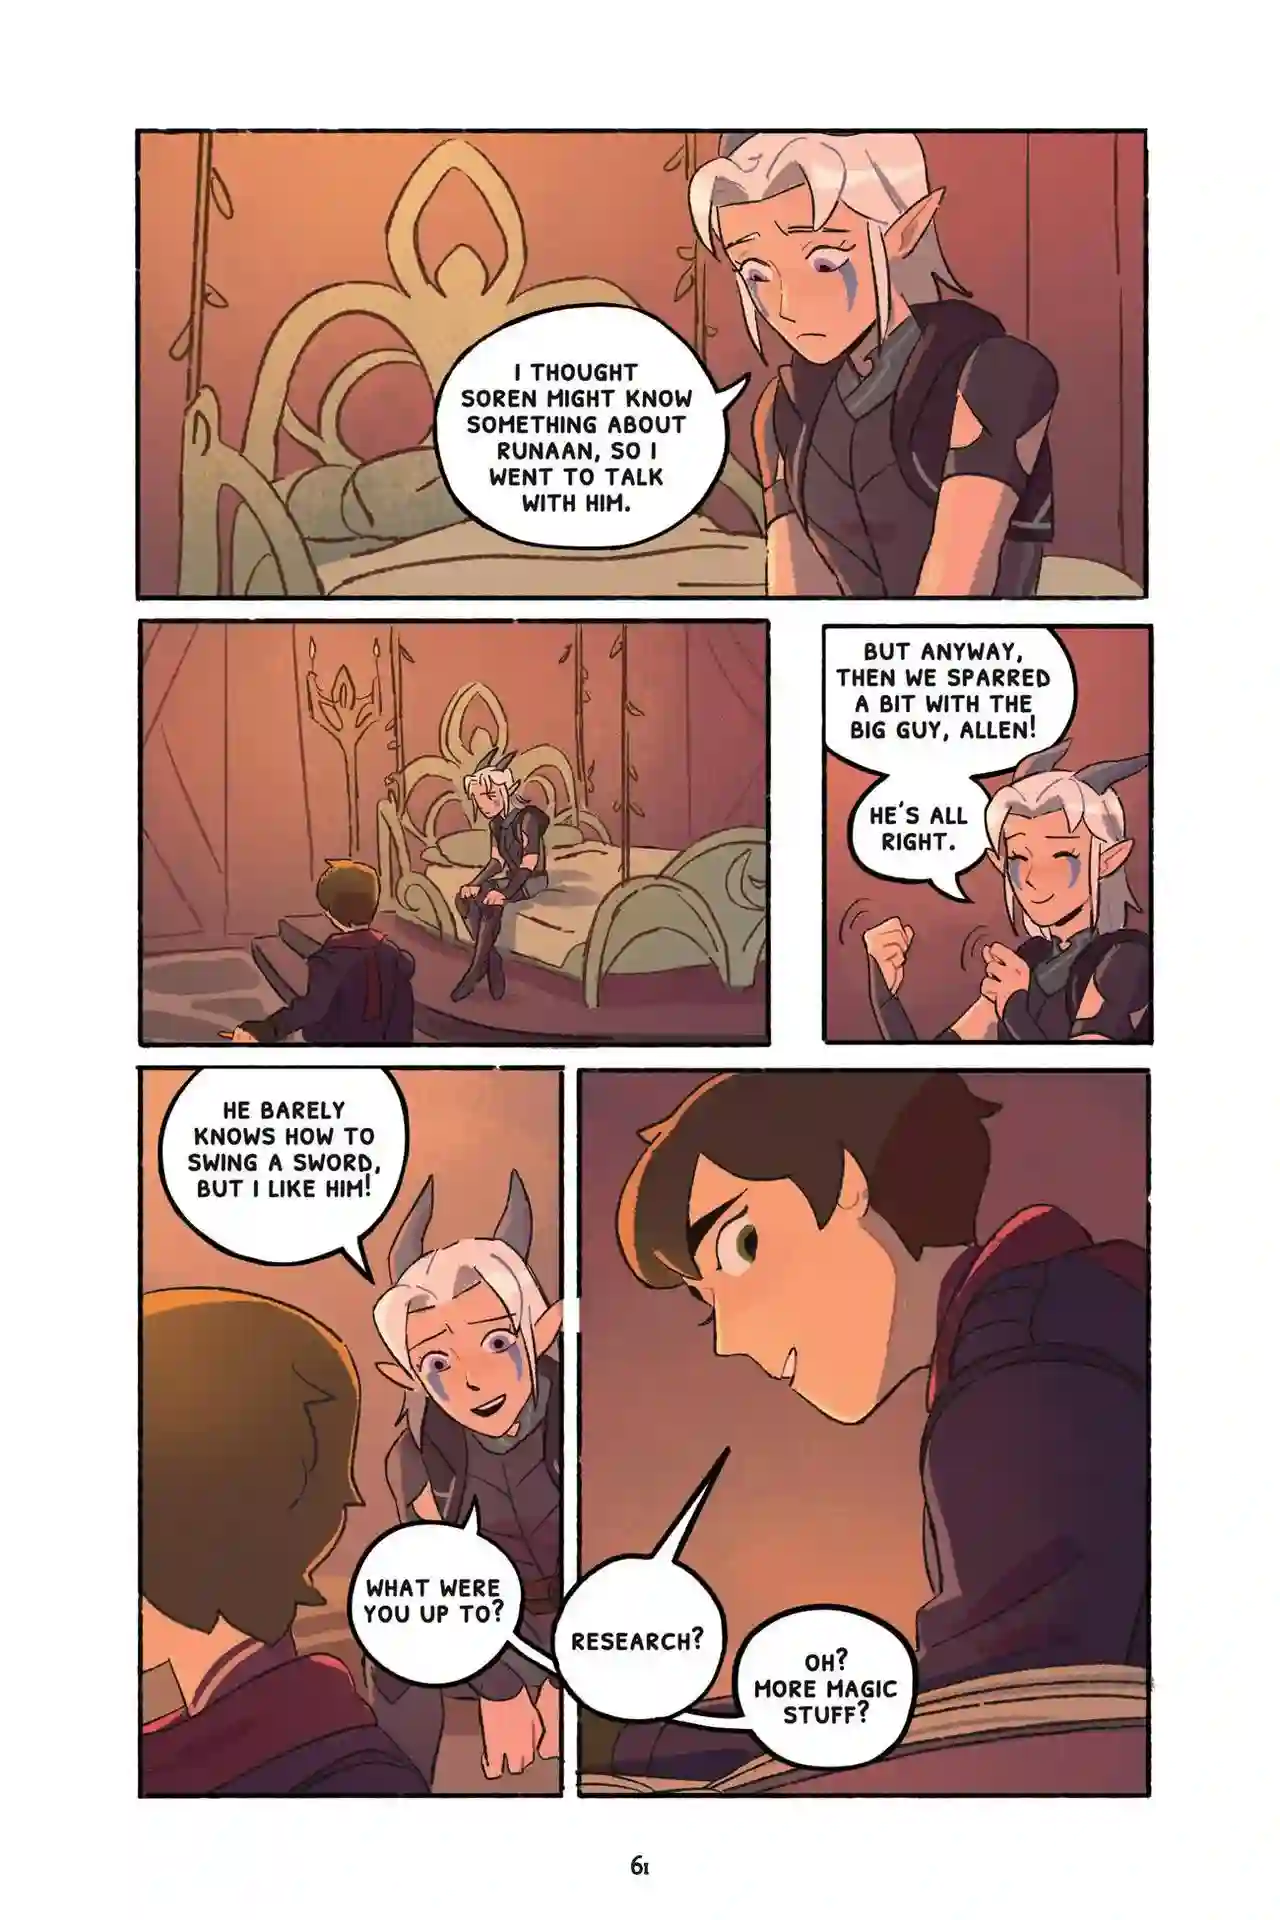 I THOUGHT
SOREN MIGHT KNOW
SOMETHING ABOUT
RUNAAN, SO I
WENT TO TALK
WITH HIM.
BUT ANYWAY,
THEN WE SPARRED
A BIT WITH THE
BIG GUY, ALLEN!
HE'S ALL
RIGHT.
HE BARELY
KNOWS HOW TO
SWING A SWORD,
BUT I LIKE HIM!
WHAT WERE
YOU UP TO?
RESEARCH?
OH?
MORE MAGIC
STUFF?
61